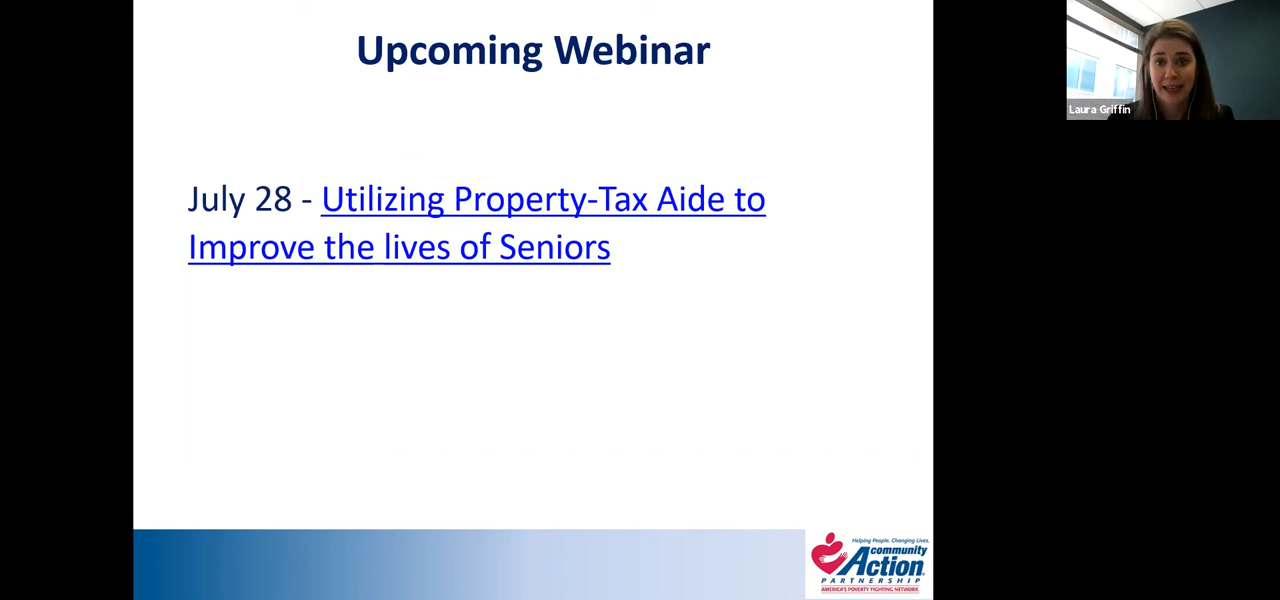 Upcoming Webinar
Laura Griffin
July 28 - Utilizing Property-Tax Aide to
Improve the lives of Seniors
Helping People. Changing Lives.
community
Action
PARTNERSHIP
AMERICA'S POVERTY FIGHTING NETWORK